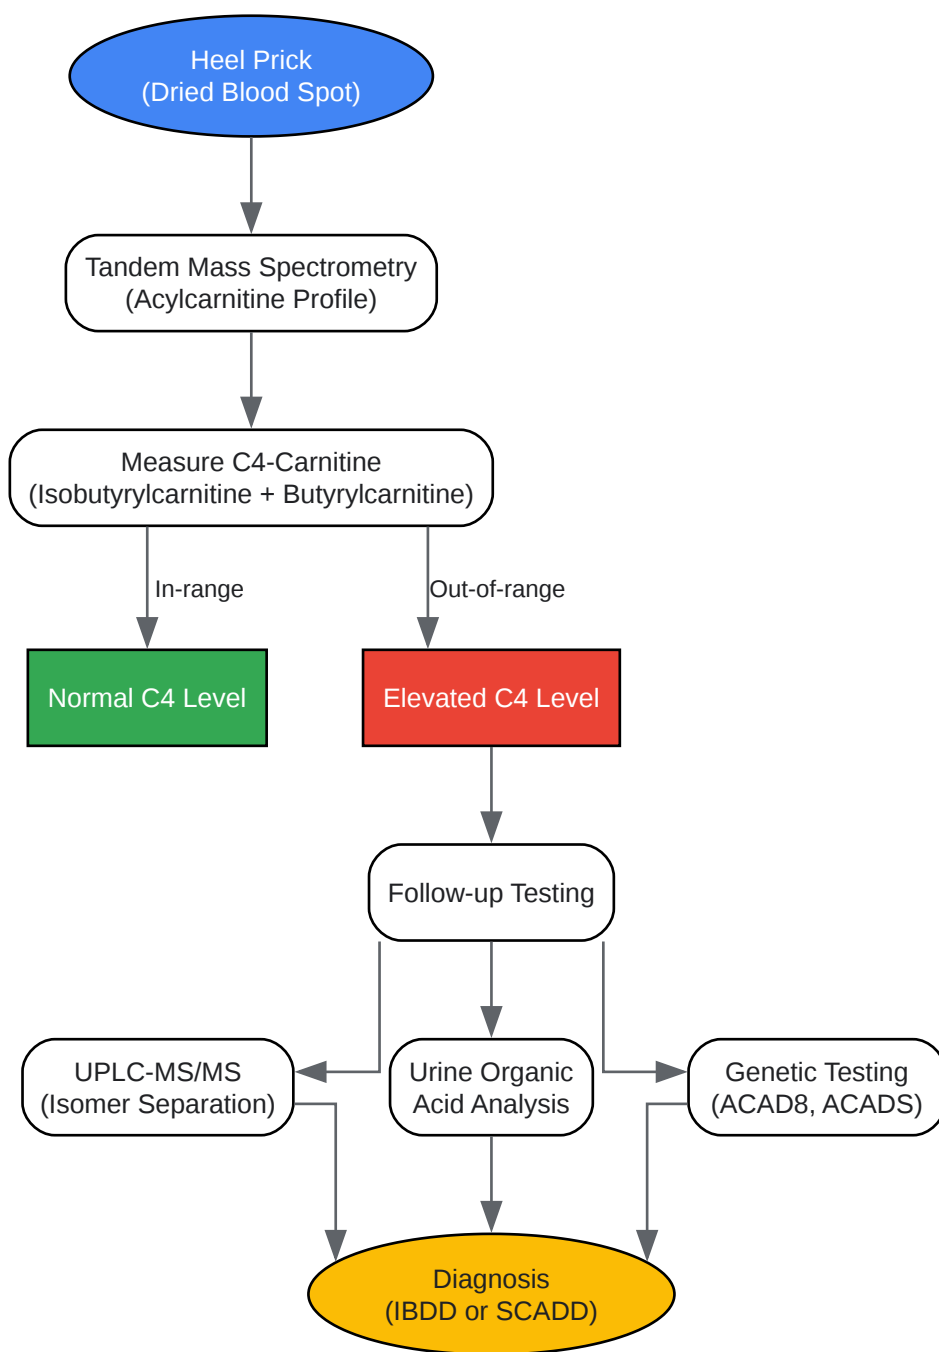 Heel Prick
(Dried Blood Spot)
Tandem Mass Spectrometry
(Acylcarnitine Profile)
Measure C4-Carnitine
(Isobutyrylcarnitine + Butyrylcarnitine)
In-range
Out-of-range
Normal C4 Level
Elevated C4 Level
Follow-up Testing
UPLC-MS/MS
(Isomer Separation)
Urine Organic
Acid Analysis
Genetic Testing
(ACAD8, ACADS)
Diagnosis
(IBDD or SCADD)